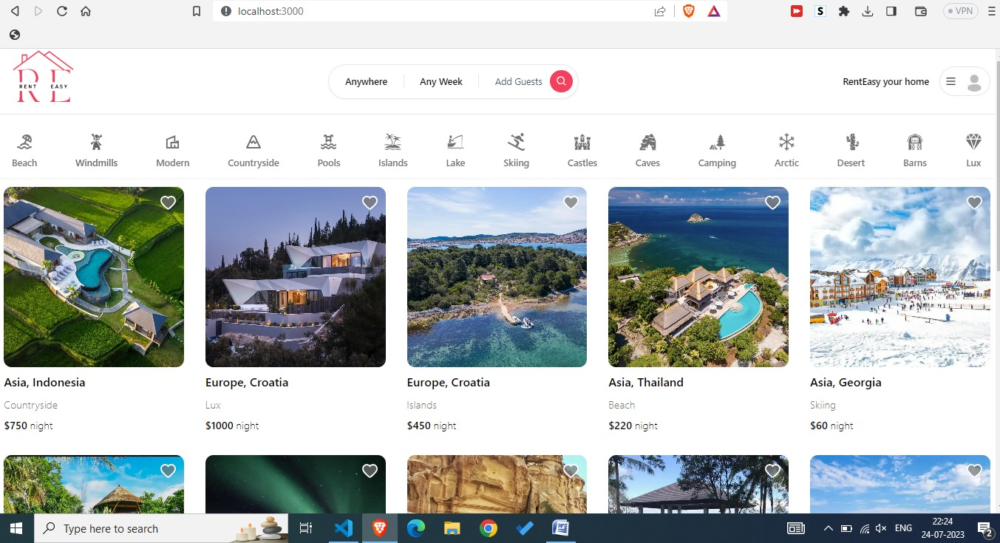 localhost:3000
VPN
RE
RENT EASY
Anywhere
Any Week
Add Guests
RentEasy your home
Beach
Windmills
Modern
Countryside
Pools
Islands
Lake
Skiing
Castles
Caves
Camping
Arctic
Desert
Barns
Lux
Asia, Indonesia
Countryside
$750 night
Europe, Croatia
Lux
$1000 night
Europe, Croatia
Islands
$450 night
Asia, Thailand
Beach
$220 night
Asia, Georgia
Skiing
$60 night
Type here to search
ENG
22:24
24-07-2023
2